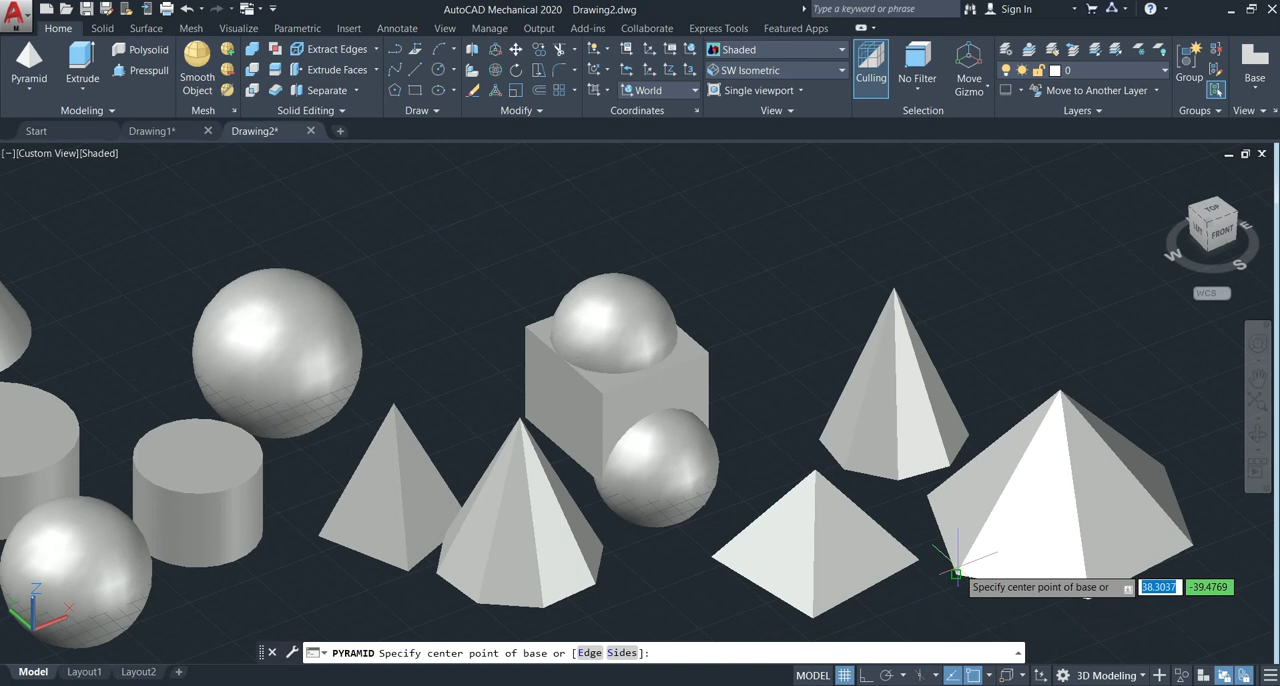 AutoCAD Mechanical 2020 Drawing2.dwg
Type a keyword or phrase
Sign In
Home Solid Surface Mesh Visualize Parametric Insert Annotate View Manage Output Add-ins Collaborate Express Tools Featured Apps
Pyramid
Extrude
Polysolid
Presspull
Smooth Object
Extrude Edges
Extrude Faces
Separate
World
Shaded
SW Isometric
Single viewport
Culling
No Filter
Move Gizmo
0
Move to Another Layer
Group
Base
Modeling Mesh Solid Editing Draw Modify Coordinates View Selection Layers Groups View
Start Drawing1* Drawing2*
[−][Custom View][Shaded]
TOP
LEFT FRONT
W S E
WCS
Z
X
Specify center point of base or 38.3037 -39.4769
PYRAMID Specify center point of base or [Edge Sides]:
Model Layout1 Layout2
MODEL
3D Modeling